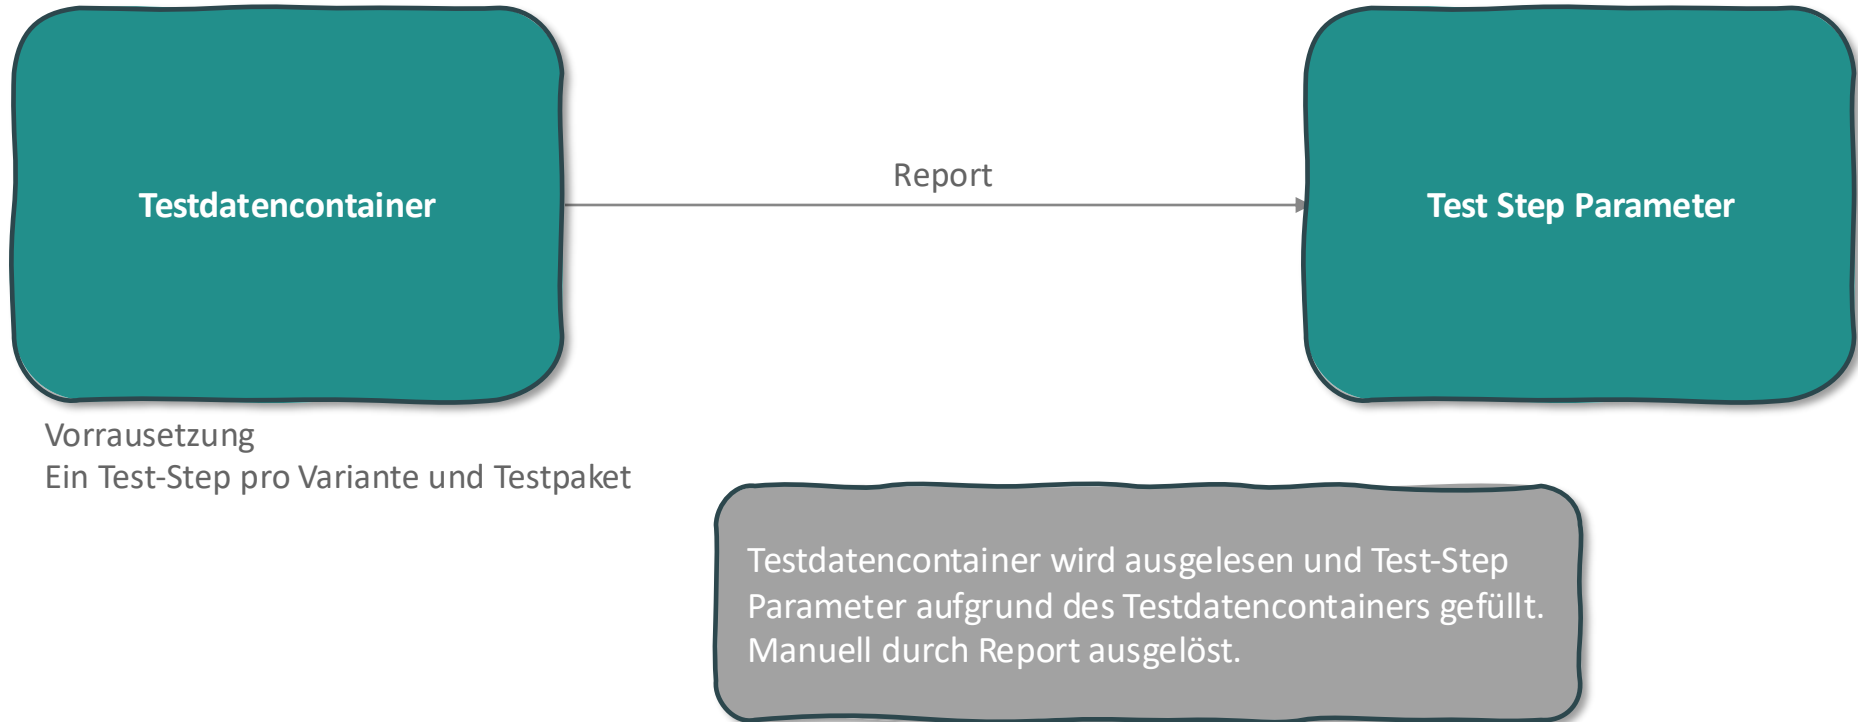 Testdatencontainer
Report
Test Step Parameter
Vorrausetzung
Ein Test-Step pro Variante und Testpaket
Testdatencontainer wird ausgelesen und Test-Step
Parameter aufgrund des Testdatencontainers gefüllt.
Manuell durch Report ausgelöst.